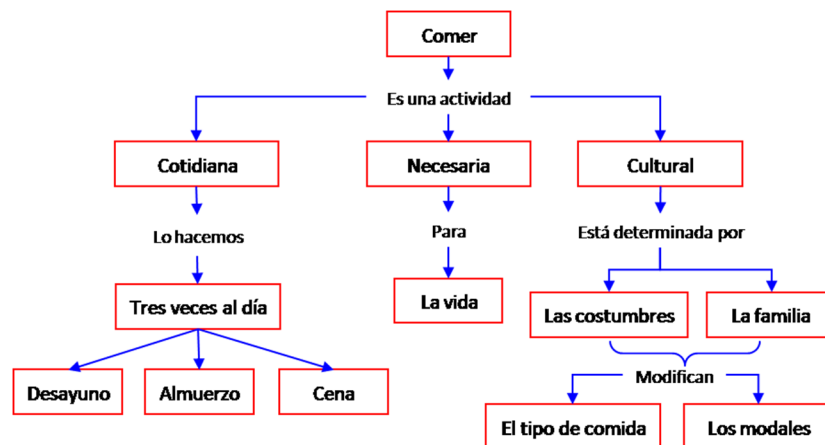 Comer
Es una actividad
Cotidiana
Necesaria
Cultural
Lo hacemos
Para
Está determinada por
Tres veces al día
La vida
Las costumbres
La familia
Modifican
Desayuno
Almuerzo
Cena
El tipo de comida
Los modales